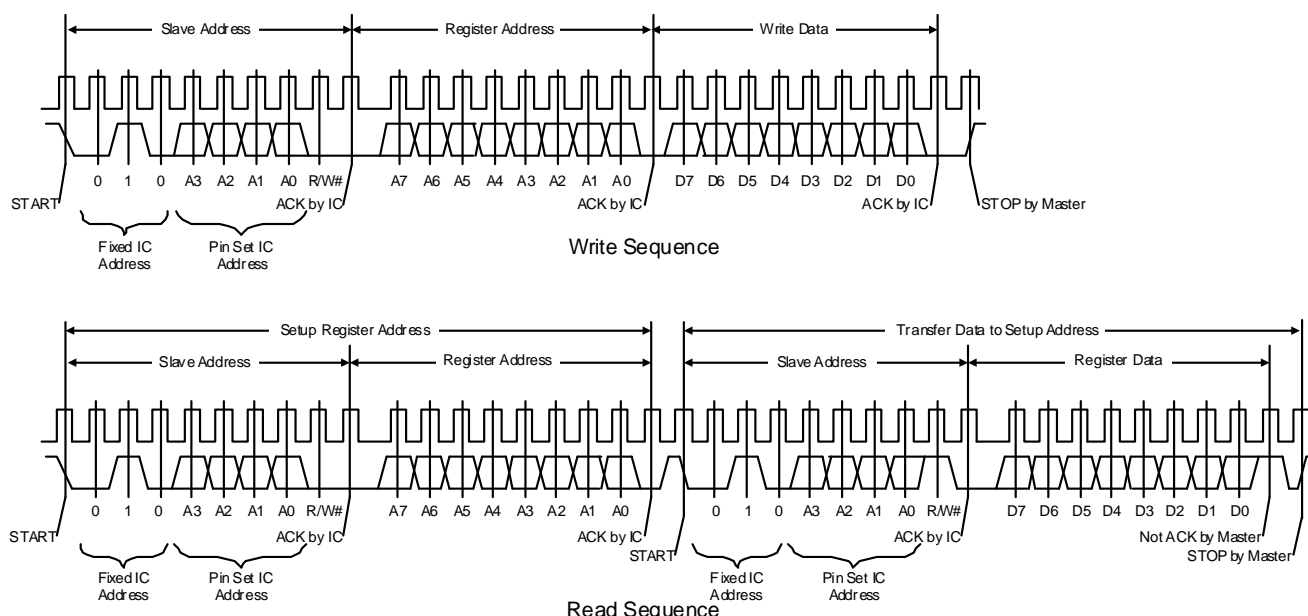 Slave Address Register Address Write Data
0 1 0 A3 A2 A1 A0 R/W# A7 A6 A5 A4 A3 A2 A1 A0 D7 D6 D5 D4 D3 D2 D1 D0
START ACK by IC ACK by IC ACK by IC STOP by Master
Fixed IC Pin Set IC
Address Address
Write Sequence
Setup Register Address Transfer Data to Setup Address
Slave Address Register Address Slave Address Register Data
0 1 0 A3 A2 A1 A0 R/W# A7 A6 A5 A4 A3 A2 A1 A0 0 1 0 A3 A2 A1 A0 R/W# D7 D6 D5 D4 D3 D2 D1 D0
START ACK by IC ACK by IC ACK by IC Not ACK by Master
START STOP by Master
Fixed IC Pin Set IC Fixed IC Pin Set IC
Address Address Address Address
Read Sequence